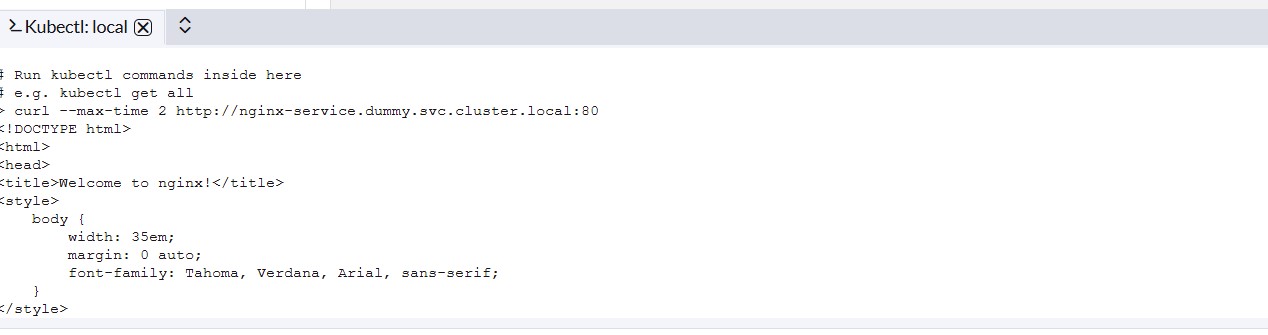 Kubectl: local
# Run kubectl commands inside here
# e.g. kubectl get all
> curl --max-time 2 http://nginx-service.dummy.svc.cluster.local:80
<!DOCTYPE html>
<html>
<head>
<title>Welcome to nginx!</title>
<style>
    body {
        width: 35em;
        margin: 0 auto;
        font-family: Tahoma, Verdana, Arial, sans-serif;
    }
</style>